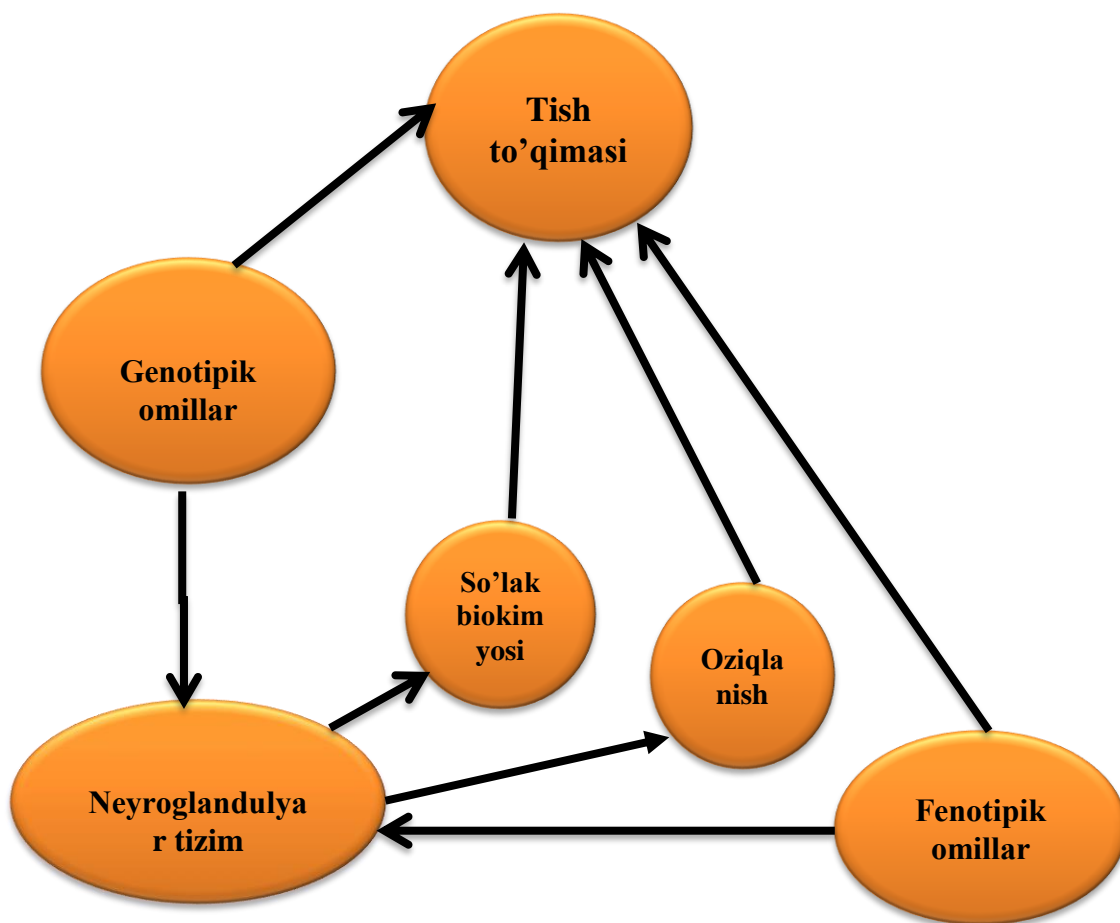 Tish
to’qimasi
Genotipik
omillar
So’lak
biokim
yosi
Oziqla
nish
Neyroglandulya
r tizim
Fenotipik
omillar